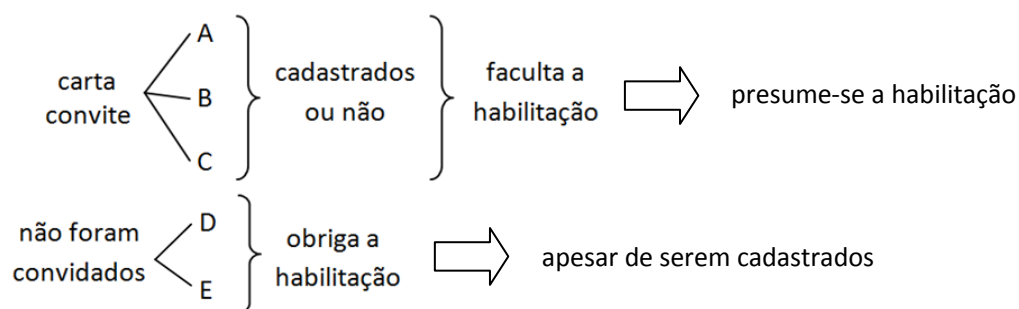 A
carta
convite
B
C
cadastrados
ou não
faculta a
habilitação
presume-se a habilitação
não foram
convidados
D
E
obriga a
habilitação
apesar de serem cadastrados